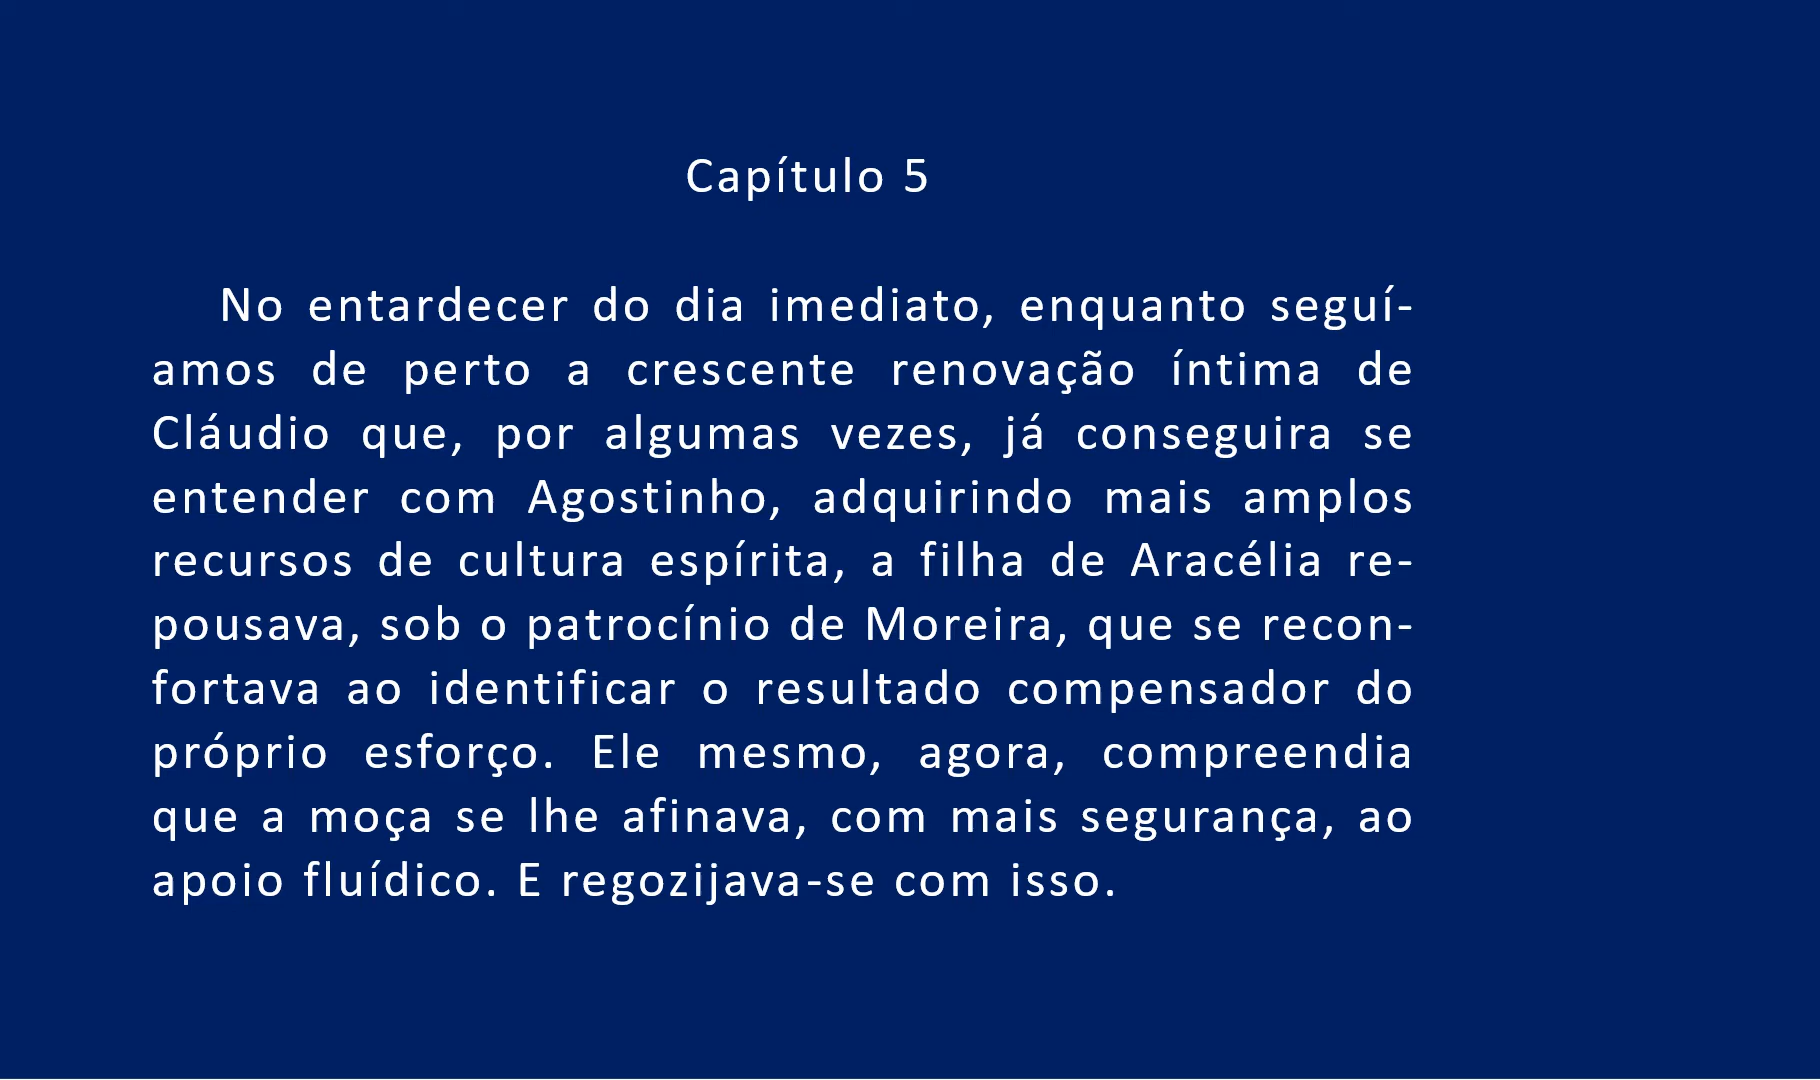 Capítulo 5
No entardecer do dia imediato, enquanto seguí-
amos de perto a crescente renovação íntima de
Cláudio que, por algumas vezes, já conseguira se
entender com Agostinho, adquirindo mais amplos
recursos de cultura espírita, a filha de Aracélia re-
pousava, sob o patrocínio de Moreira, que se recon-
fortava ao identificar o resultado compensador do
próprio esforço. Ele mesmo, agora, compreendia
que a moça se lhe afinava, com mais segurança, ao
apoio fluídico. E regozijava-se com isso.